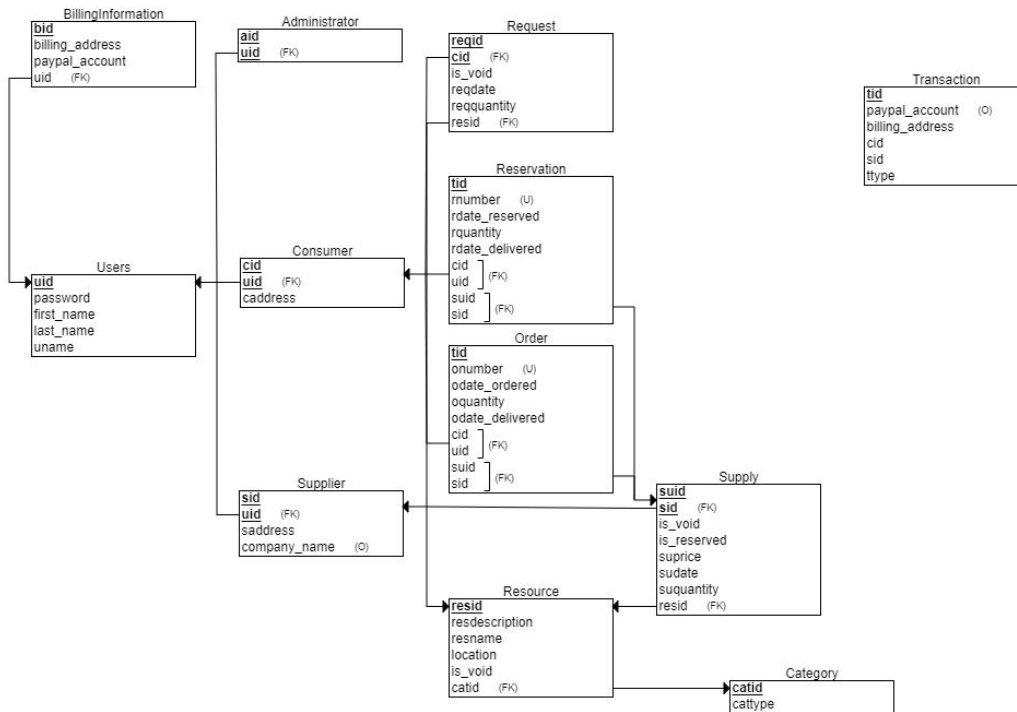 BillingInformation
bid
billing_address
paypal_account
uid (FK)
Administrator
aid
uid (FK)
Request
reqid
cid (FK)
is_void
reqdate
reqquantity
resid (FK)
Transaction
tid
paypal_account (O)
billing_address
cid
sid
ttype
Reservation
tid
rnumber (U)
rdate_reserved
rquantity
rdate_delivered
cid
uid
(FK)
suid
sid
(FK)
Users
uid
password
first_name
last_name
uname
Consumer
cid
uid (FK)
caddress
Order
tid
onumber (U)
odate_ordered
oquantity
odate_delivered
cid
uid
(FK)
suid
sid
(FK)
Supplier
sid
uid (FK)
saddress
company_name (O)
Supply
suid
sid (FK)
is_void
is_reserved
suprice
sudate
suquantity
resid (FK)
Resource
resid
resdescription
resname
location
is_void
catid (FK)
Category
catid
cattype